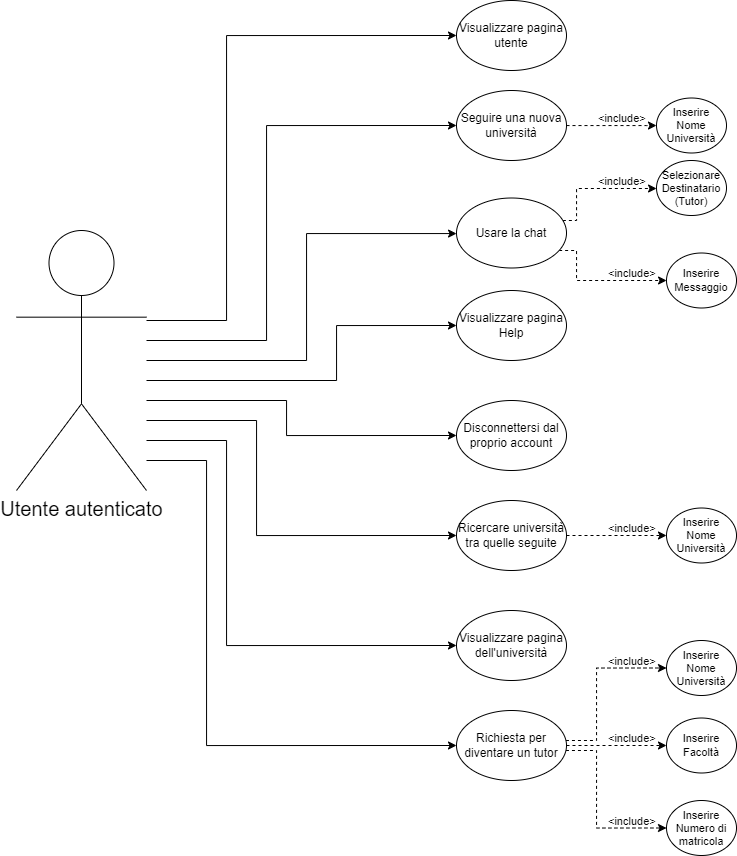 Visualizzare pagina
utente
Seguire una nuova
università
<include>
Inserire
Nome
Università
<include>
Selezionare
Destinatario
(Tutor)
Usare la chat
<include>
Inserire
Messaggio
Visualizzare pagina
Help
Disconnettersi dal
proprio account
Utente autenticato
Ricercare università
tra quelle seguite
<include>
Inserire
Nome
Università
Visualizzare pagina
dell'università
<include>
Inserire
Nome
Università
Richiesta per
diventare un tutor
<include>
Inserire
Facoltà
<include>
Inserire
Numero di
matricola